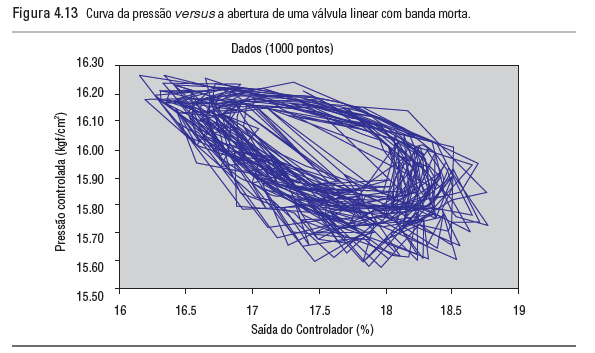 Figura 4.13 Curva da pressão versus a abertura de uma válvula linear com banda morta.
Dados (1000 pontos)
Pressão controlada (kgf/cm²)
16.30
16.20
16.10
16.00
15.90
15.80
15.70
15.60
15.50
16 16.5 17 17.5 18 18.5 19
Saída do Controlador (%)